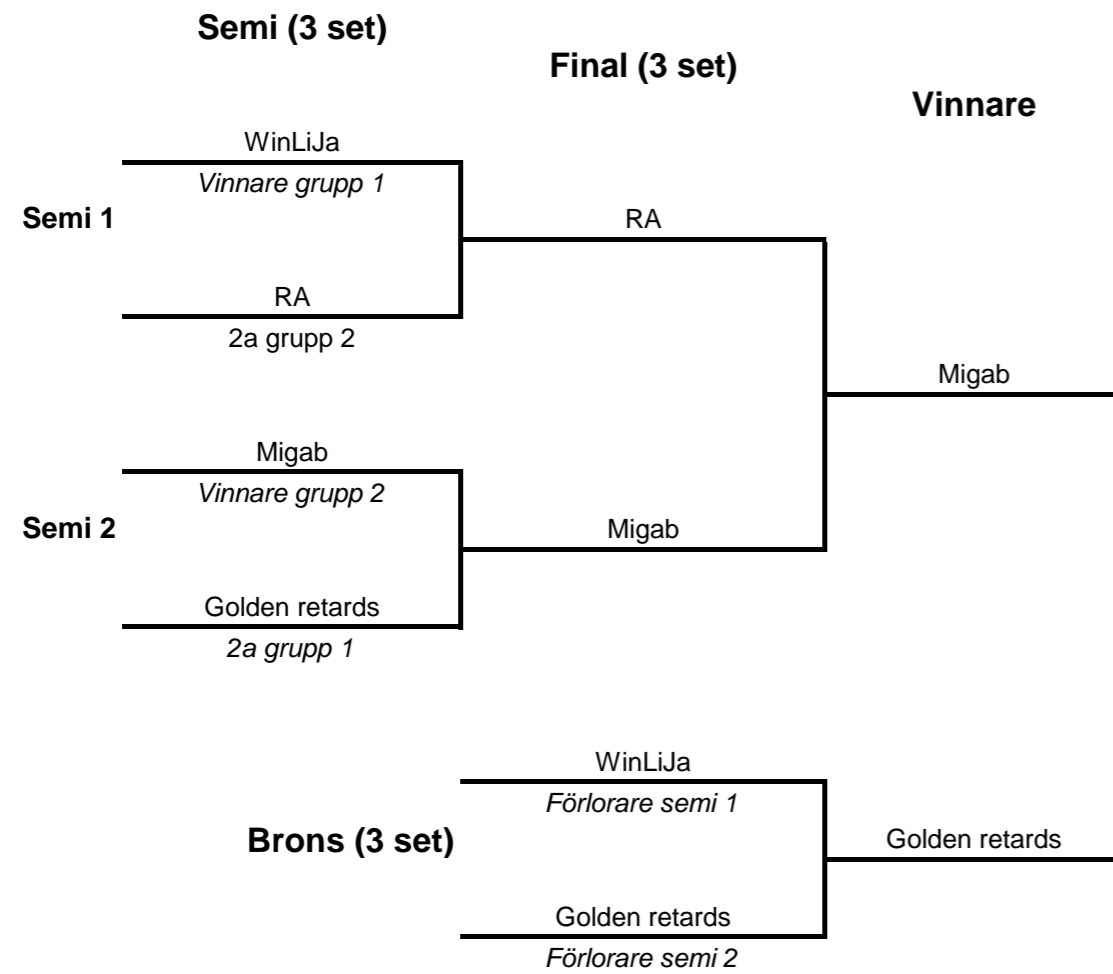 Semi (3 set)
Final (3 set)
Vinnare
WinLiJa
Vinnare grupp 1
Semi 1
RA
RA
2a grupp 2
Migab
Migab
Vinnare grupp 2
Semi 2
Migab
Golden retards
2a grupp 1
WinLiJa
Förlorare semi 1
Brons (3 set)
Golden retards
Golden retards
Förlorare semi 2